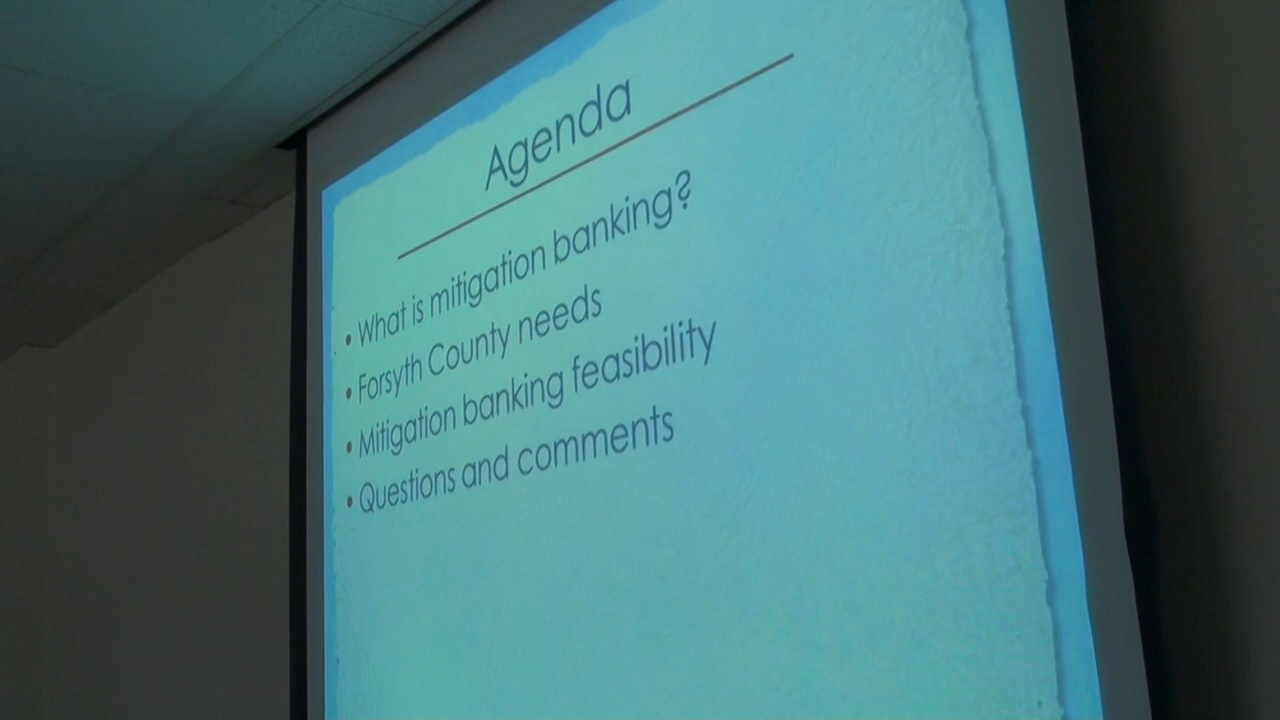 Agenda
• What is mitigation banking?
• Forsyth County needs
• Mitigation banking feasibility
• Questions and comments